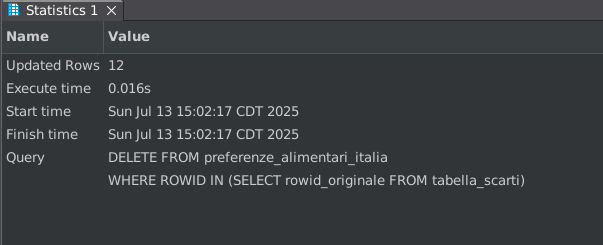 Statistics 1
Name Value
Updated Rows 12
Execute time 0.016s
Start time Sun Jul 13 15:02:17 CDT 2025
Finish time Sun Jul 13 15:02:17 CDT 2025
Query DELETE FROM preferenze_alimentari_italia
WHERE ROWID IN (SELECT rowid_originale FROM tabella_scarti)